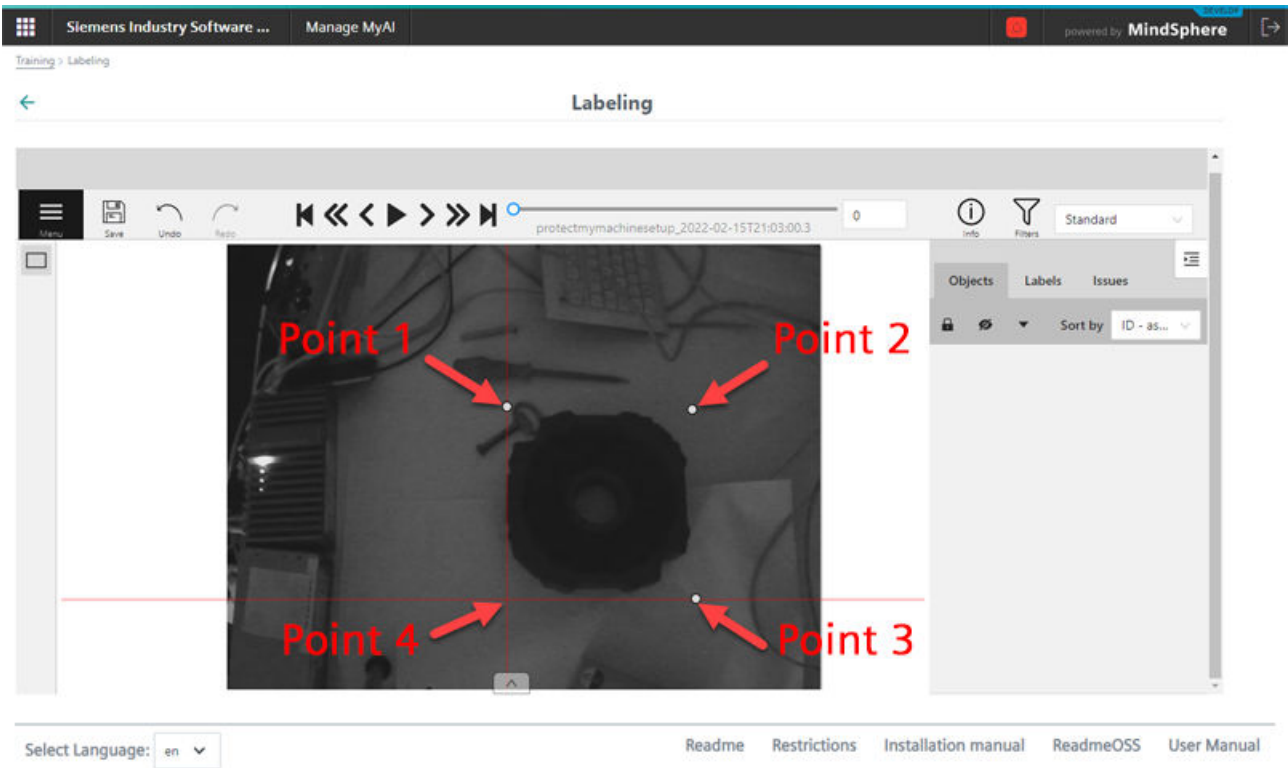 DEVELOP
Siemens Industry Software ... Manage MyAI powered by MindSphere
Training > Labeling
Labeling
Menu Save Undo Redo protectmymachinesetup_2022-02-15T21:03:00.3 0 Info Filters Standard
Objects Labels Issues
Sort by ID - as...
Point 1 Point 2
Point 4 Point 3
Select Language: en Readme Restrictions Installation manual ReadmeOSS User Manual